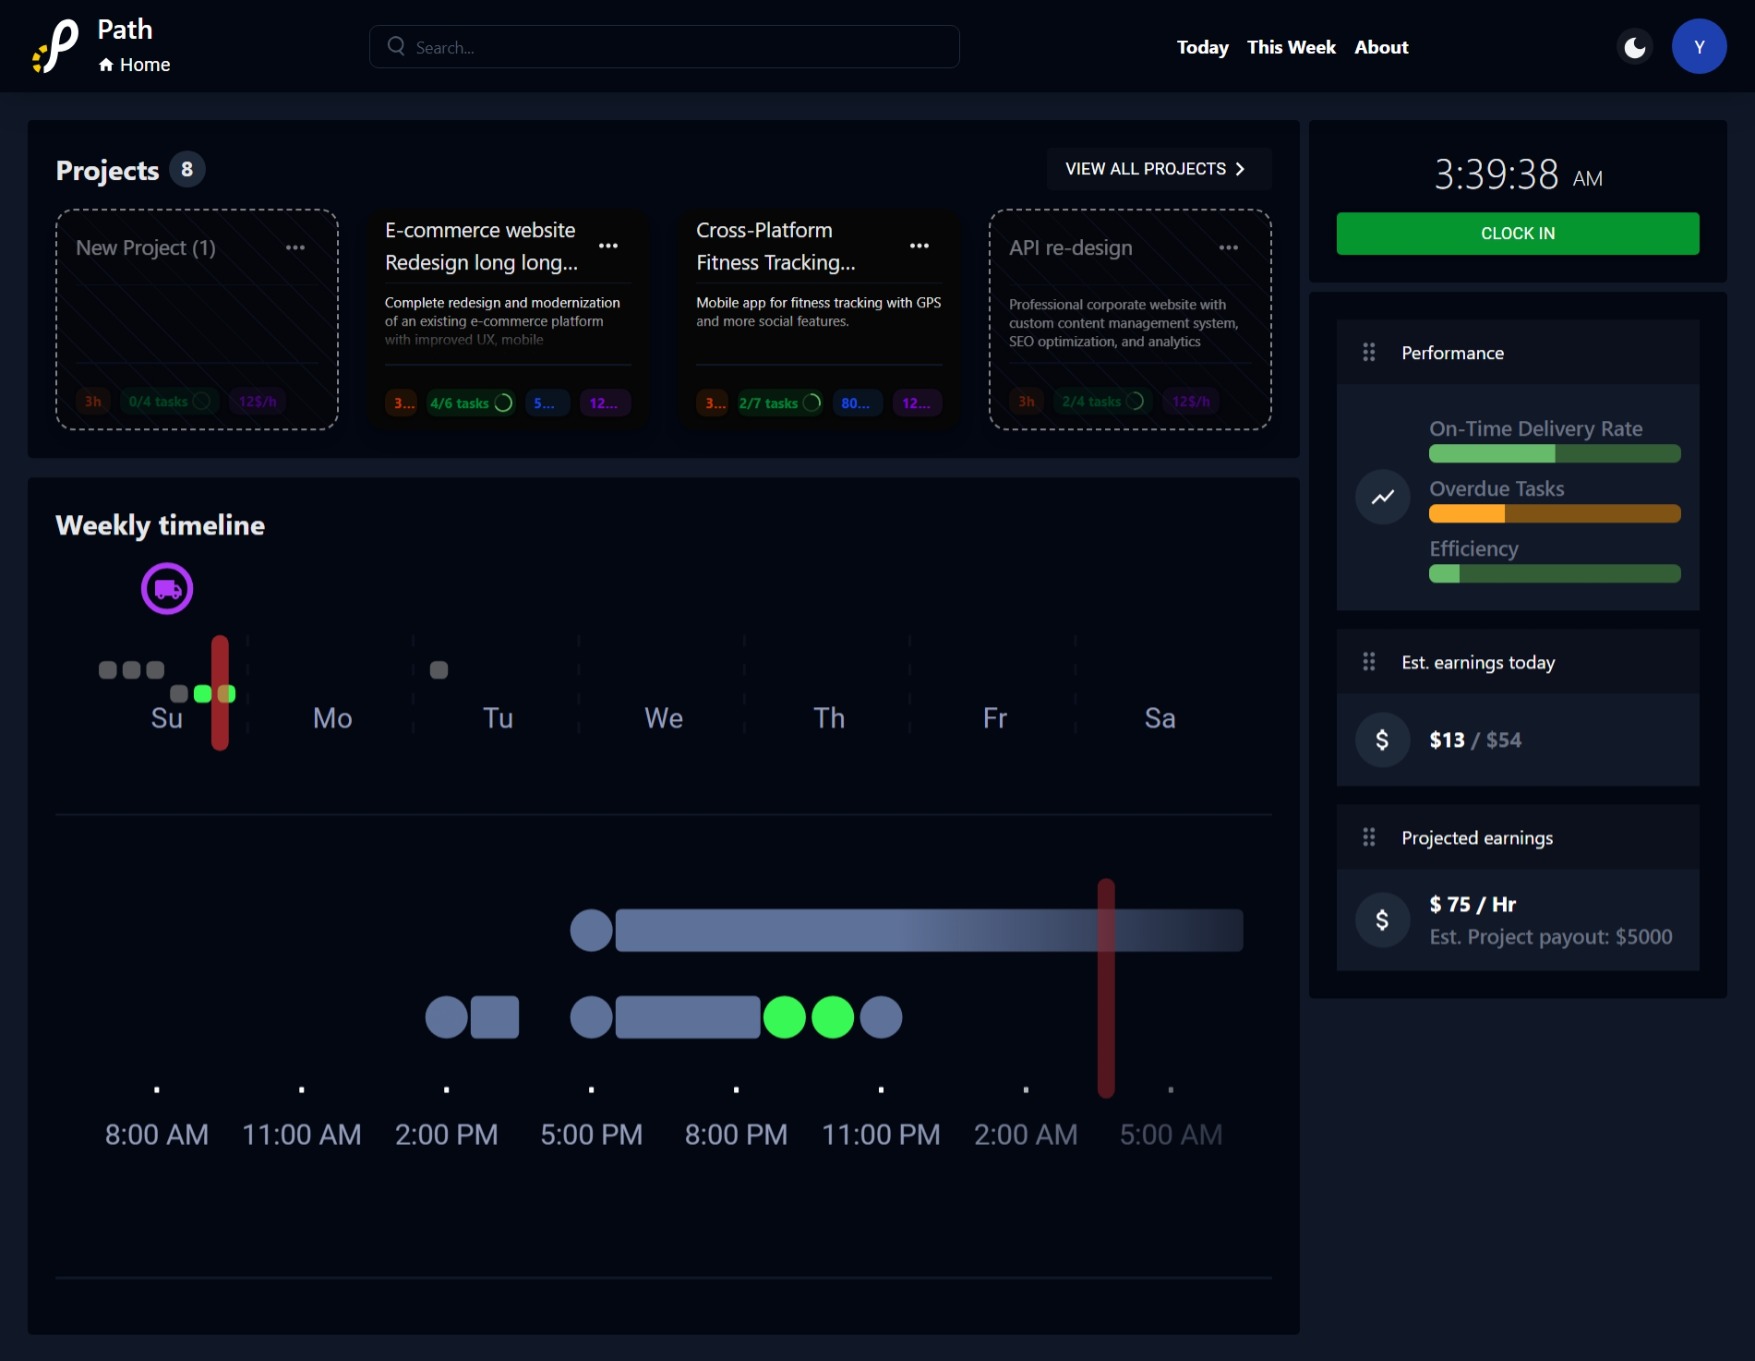 Path
Home
Search...
Today This Week About
Y
Projects 8
VIEW ALL PROJECTS
New Project (1)
3h 0/4 tasks 12$/h
E-commerce website
Redesign long long...
Complete redesign and modernization
of an existing e-commerce platform
with improved UX, mobile
3... 4/6 tasks 5... 12...
Cross-Platform
Fitness Tracking...
Mobile app for fitness tracking with GPS
and more social features.
3... 2/7 tasks 80... 12...
API re-design
Professional corporate website with
custom content management system,
SEO optimization, and analytics
3h 2/4 tasks 12$/h
3:39:38 AM
CLOCK IN
Performance
On-Time Delivery Rate
Overdue Tasks
Efficiency
Est. earnings today
$13 / $54
Projected earnings
$ 75 / Hr
Est. Project payout: $5000
Weekly timeline
Su Mo Tu We Th Fr Sa
8:00 AM 11:00 AM 2:00 PM 5:00 PM 8:00 PM 11:00 PM 2:00 AM 5:00 AM